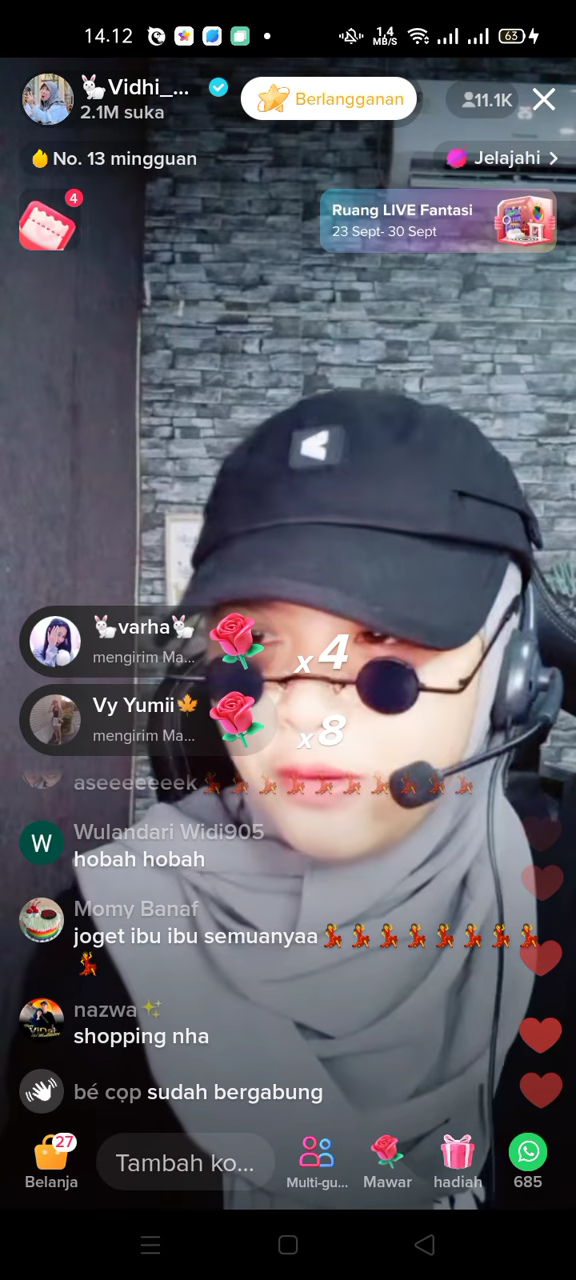 14.12
1,4
MB/S
63
Vidhi_...
2.1M suka
Berlangganan
11.1K
No. 13 mingguan
Jelajahi >
4
Ruang LIVE Fantasi
23 Sept- 30 Sept
🐇varha🐇
mengirim Ma...
x4
Vy Yumii🍁
mengirim Ma...
x8
aseeeeeeek💃💃💃💃💃💃💃💃💃💃
W
Wulandari Widi905
hobah hobah
Momy Banaf
joget ibu ibu semuanyaa💃💃💃💃💃💃💃💃
💃
nazwa✨
shopping nha
bé cọp sudah bergabung
27
Tambah ko...
Belanja
Multi-gu...
Mawar
hadiah
685